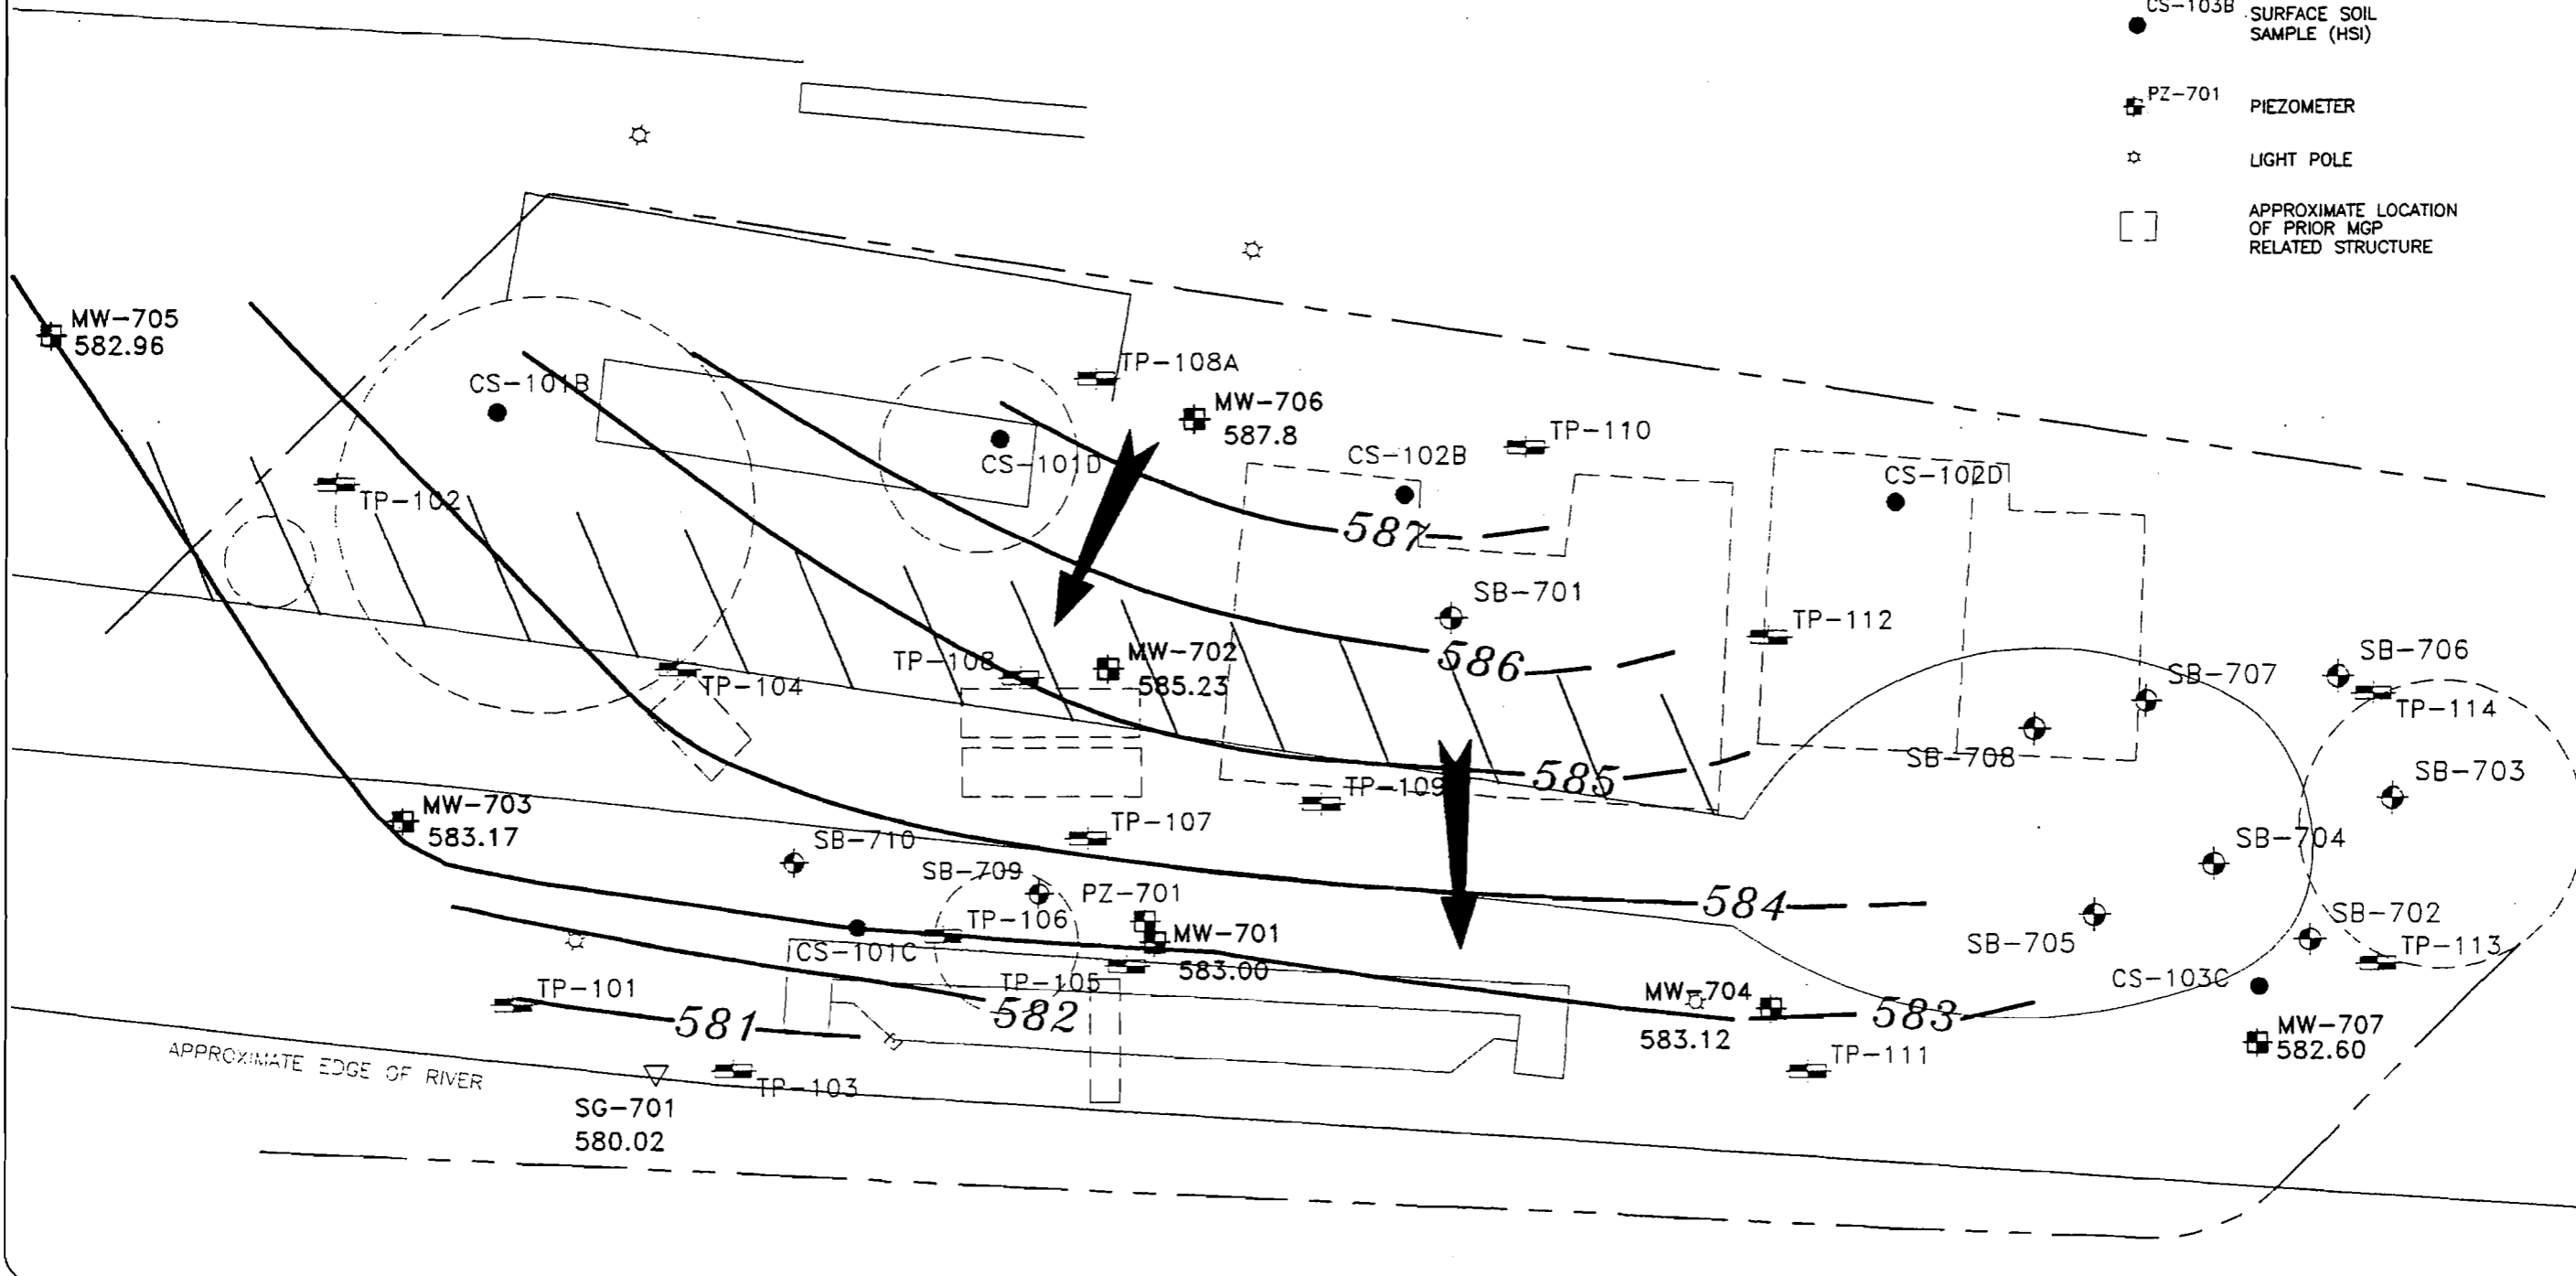 CS-103B
SURFACE SOIL
SAMPLE (HSI)
PZ-701
PIEZOMETER
LIGHT POLE
APPROXIMATE LOCATION
OF PRIOR MGP
RELATED STRUCTURE
MW-705
582.96
CS-101B
TP-108A
MW-706
587.8
CS-101D
CS-102B
TP-110
CS-102D
TP-102
587
SB-701
TP-112
586
TP-108
MW-702
585.23
TP-104
SB-706
SB-707
TP-114
SB-708
585
TP-109
SB-703
MW-703
583.17
TP-107
SB-710
SB-709
PZ-701
SB-704
584
TP-106
MW-701
583.00
CS-101C
SB-702
SB-705
TP-113
TP-105
CS-103C
TP-101
582
581
MW-704
583.12
583
MW-707
582.60
TP-111
APPROXIMATE EDGE OF RIVER
TP-103
SG-701
580.02